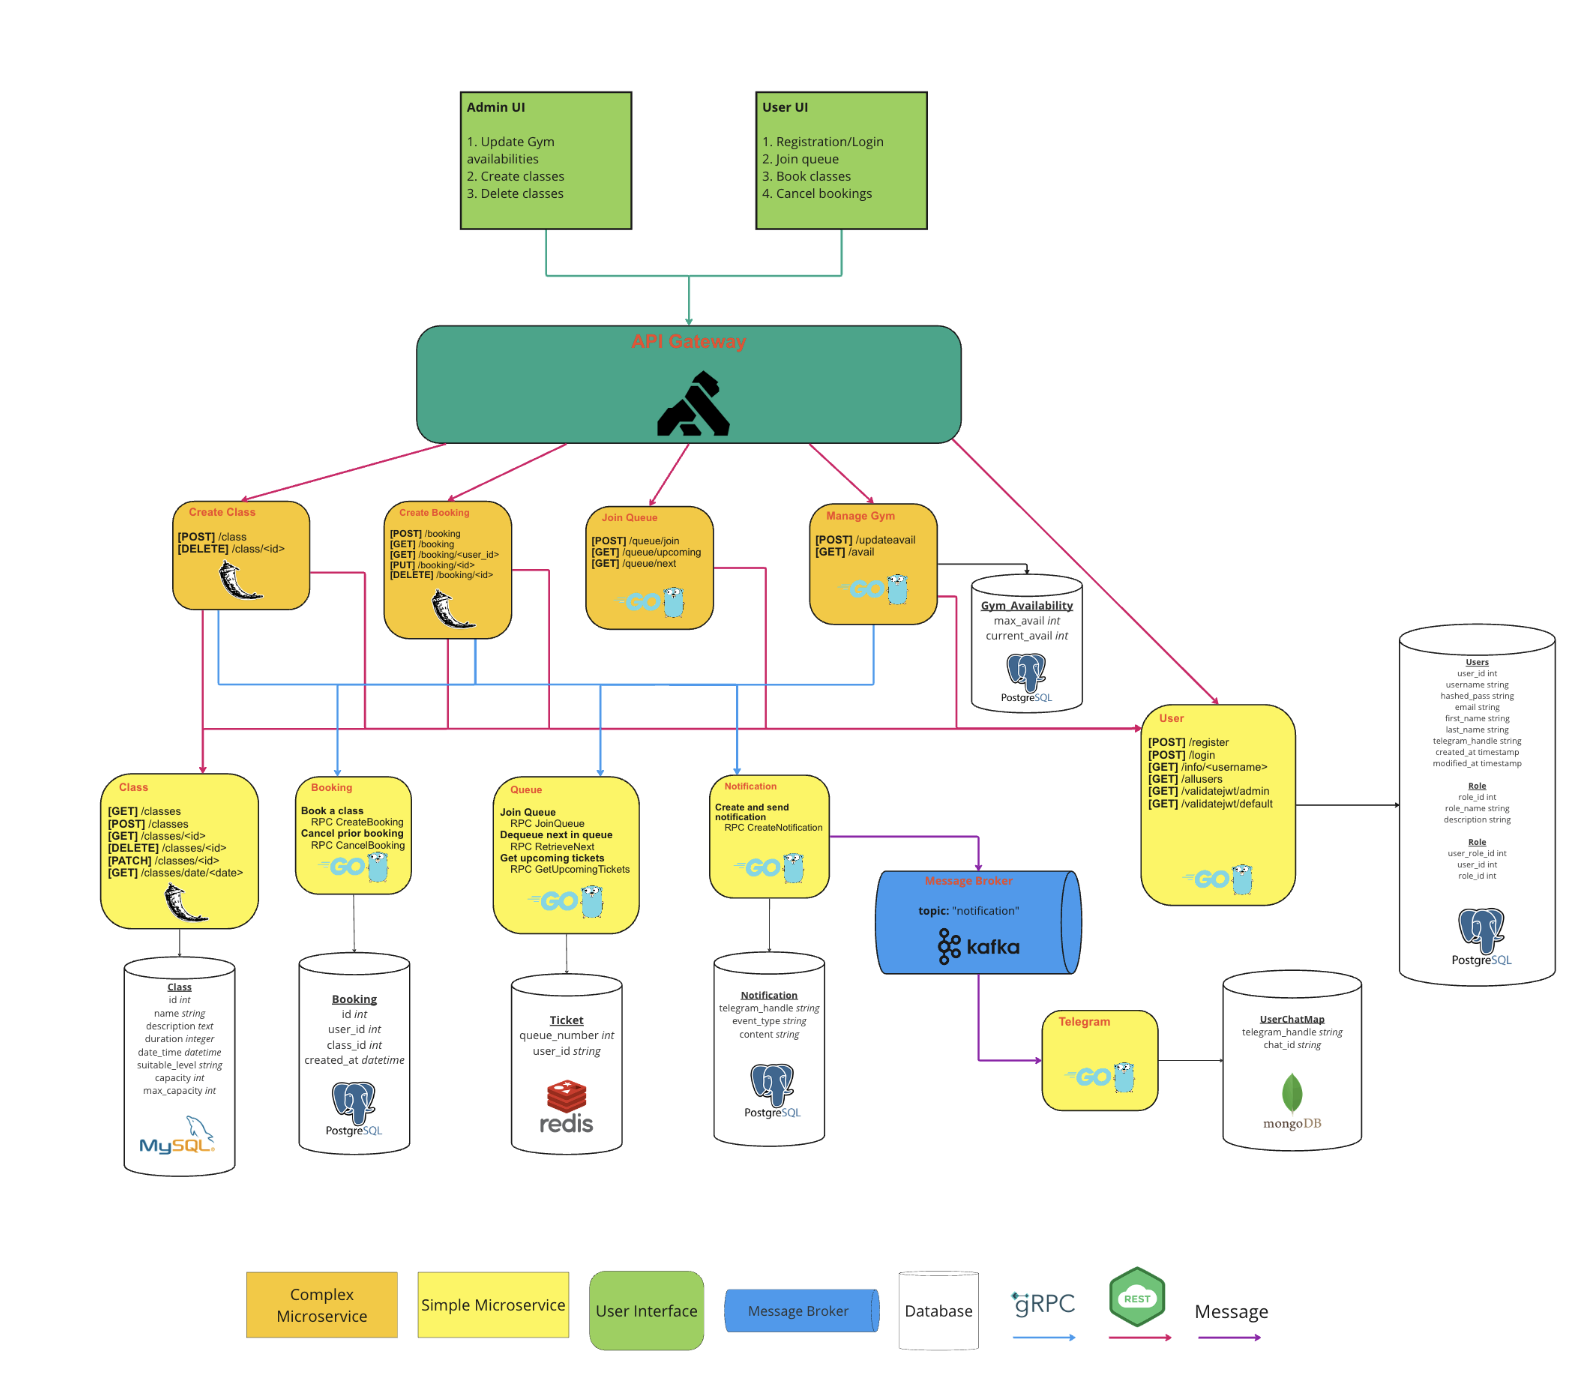 Admin UI
1. Update Gym
availabilities
2. Create classes
3. Delete classes
User UI
1. Registration/Login
2. Join queue
3. Book classes
4. Cancel bookings
API Gateway
Create Class
[POST] /class
[DELETE] /class/<id>
Create Booking
[POST] /booking
[GET] /booking
[GET] /booking/<user_id>
[PUT] /booking/<id>
[DELETE] /booking/<id>
Join Queue
[POST] /queue/join
[GET] /queue/upcoming
[GET] /queue/next
GO
Manage Gym
[POST] /updateavail
[GET] /avail
GO
Gym_Availability
max_avail int
current_avail int
PostgreSQL
Users
user_id int
username string
hashed_pass string
email string
first_name string
last_name string
telegram_handle string
created_at timestamp
modified_at timestamp
Role
role_id int
role_name string
description string
Role
user_role_id int
user_id int
role_id int
PostgreSQL
User
[POST] /register
[POST] /login
[GET] /info/<username>
[GET] /allusers
[GET] /validatejwt/admin
[GET] /validatejwt/default
GO
Class
[GET] /classes
[POST] /classes
[GET] /classes/<id>
[DELETE] /classes/<id>
[PATCH] /classes/<id>
[GET] /classes/date/<date>
Booking
Book a class
RPC CreateBooking
Cancel prior booking
RPC CancelBooking
GO
Queue
Join Queue
RPC JoinQueue
Dequeue next in queue
RPC RetrieveNext
Get upcoming tickets
RPC GetUpcomingTickets
GO
Notification
Create and send
notification
RPC CreateNotification
GO
Message Broker
topic: "notification"
kafka
Telegram
GO
UserChatMap
telegram_handle string
chat_id string
mongoDB
Class
id int
name string
description text
duration integer
date_time datetime
suitable_level string
capacity int
max_capacity int
MySQL®
Booking
id int
user_id int
class_id int
created_at datetime
PostgreSQL
Ticket
queue_number int
user_id string
redis
Notification
telegram_handle string
event_type string
content string
PostgreSQL
Complex
Microservice
Simple Microservice
User Interface
Message Broker
Database
gRPC
REST
Message